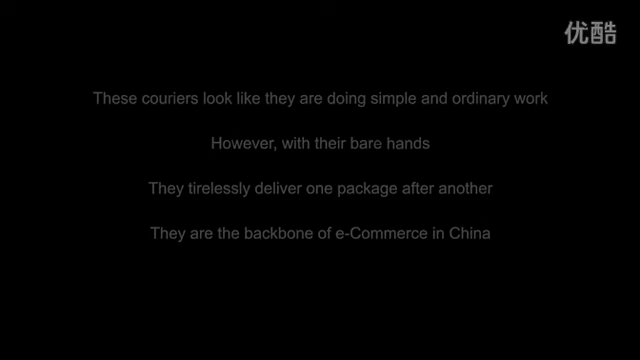 优酷
These couriers look like they are doing simple and ordinary work
However, with their bare hands
They tirelessly deliver one package after another
They are the backbone of e-Commerce in China